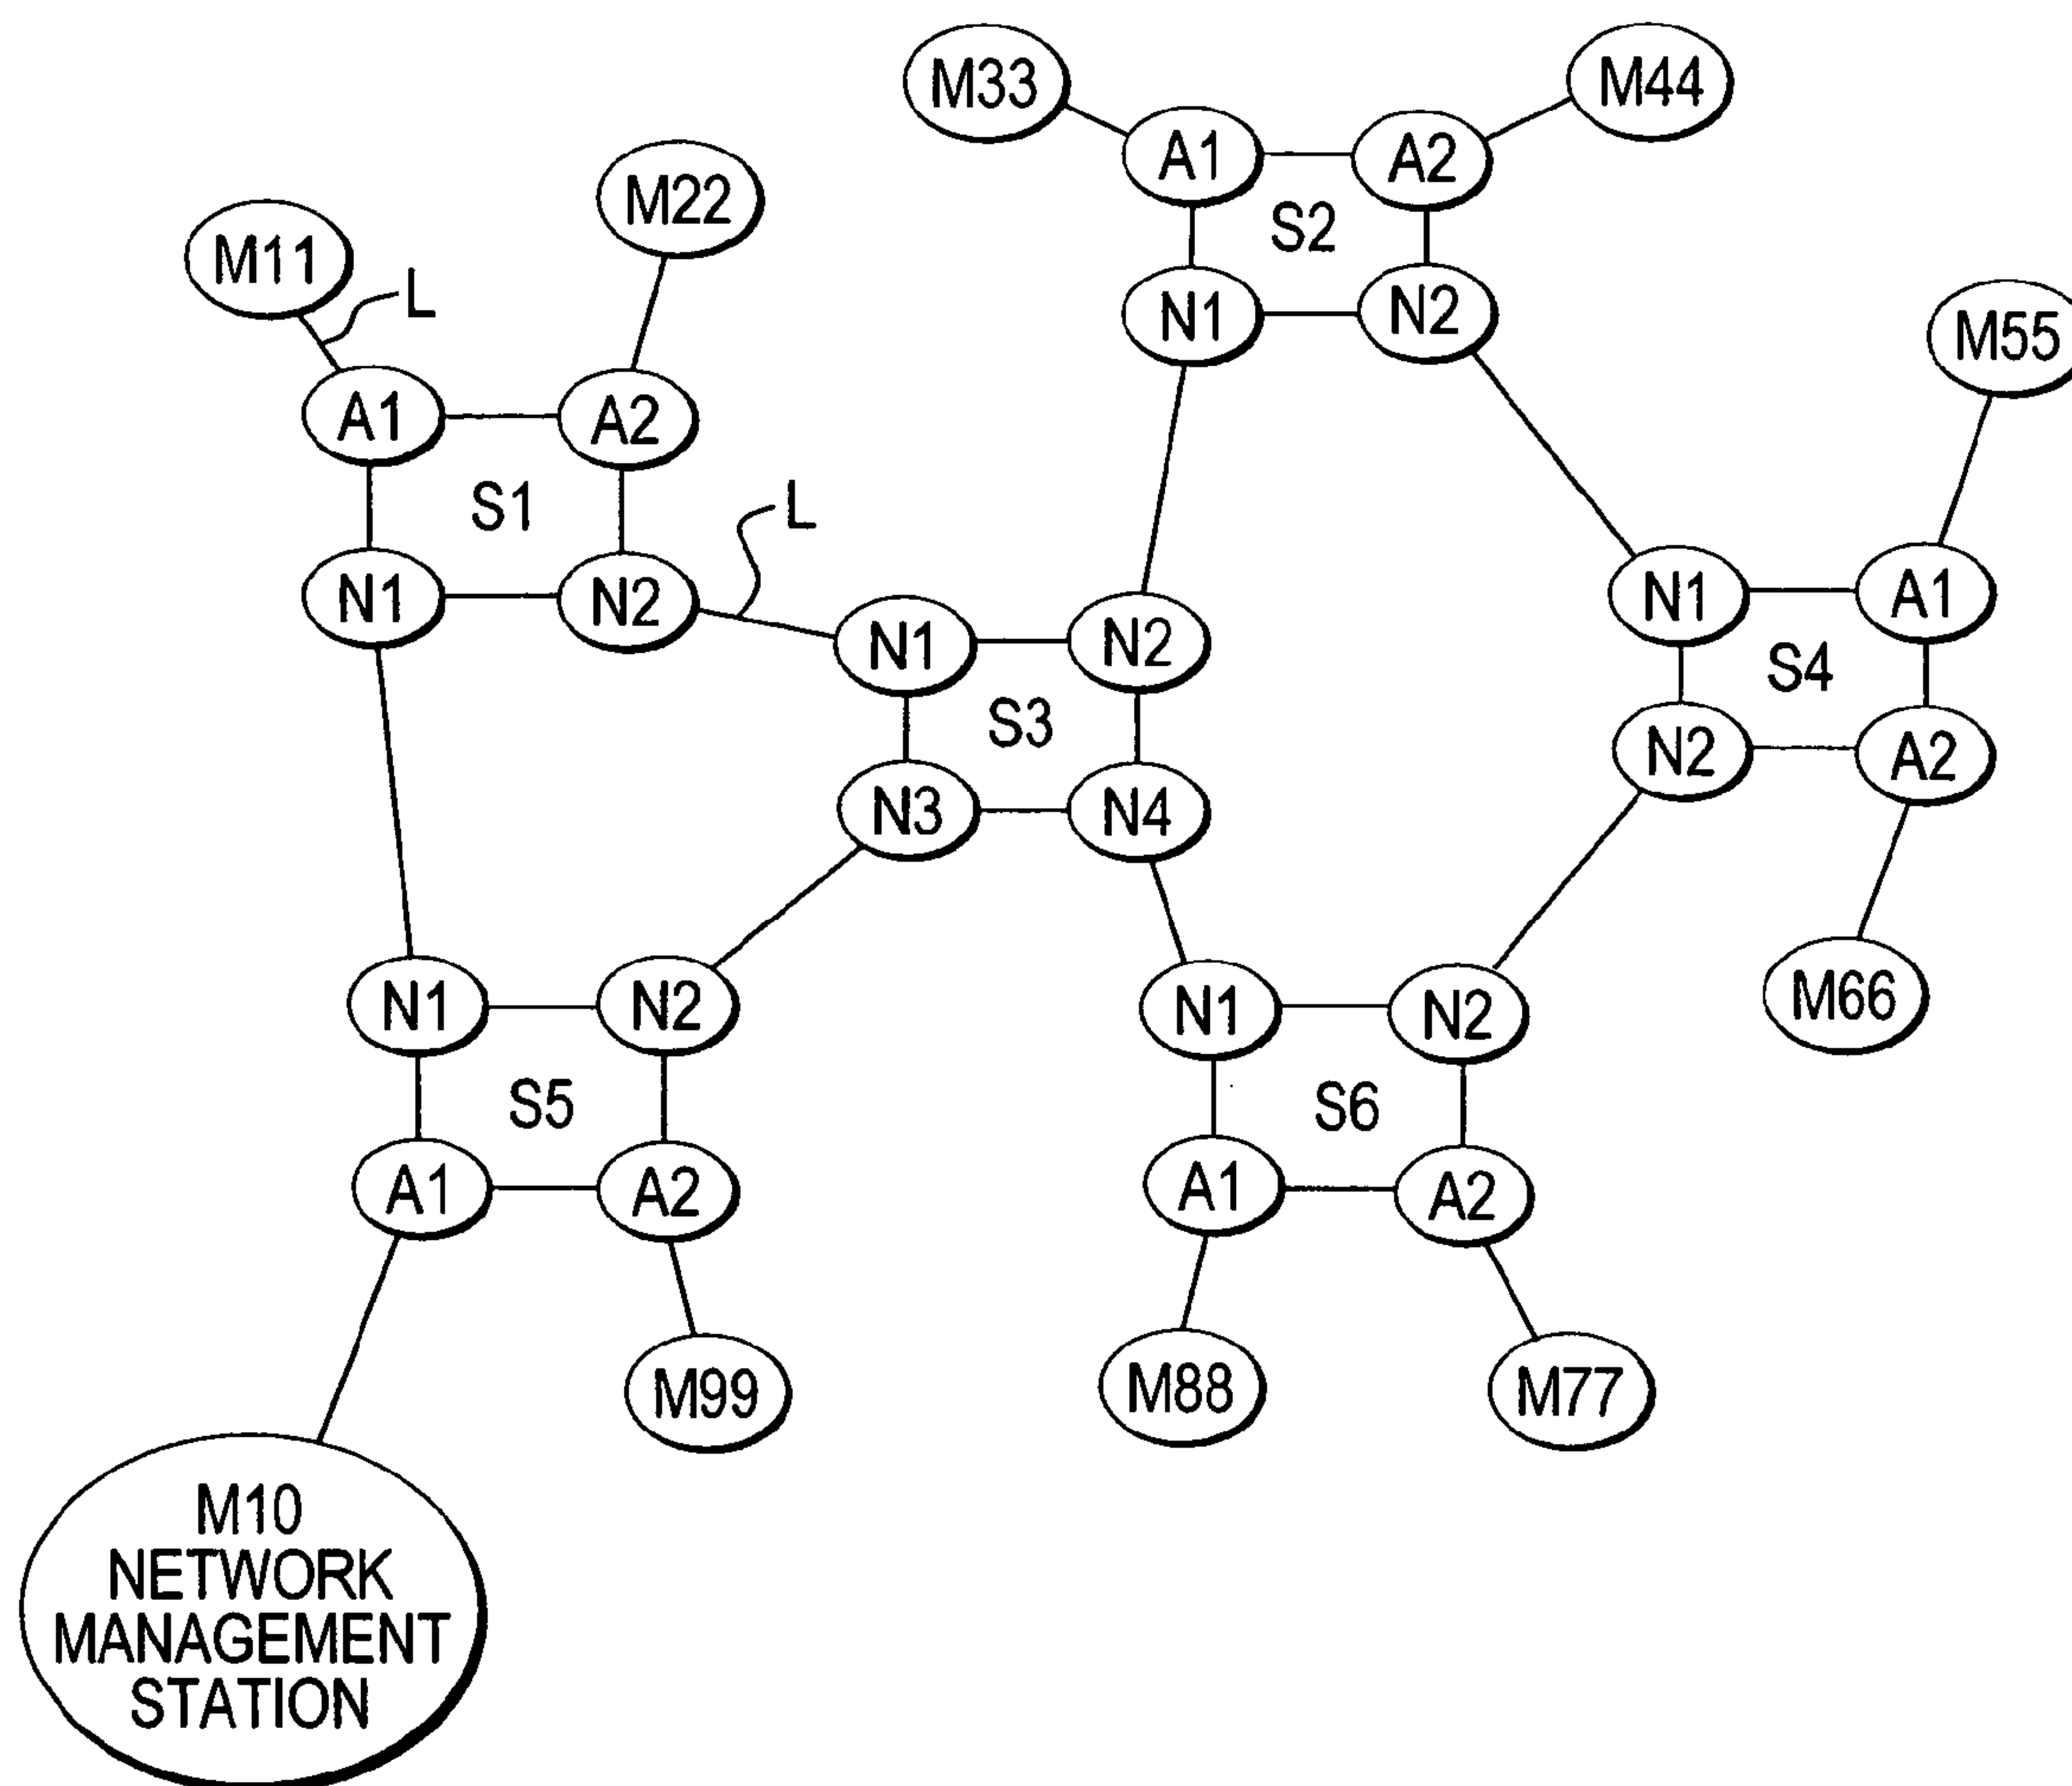 M33
M44
A1
A2
M22
S2
M11
L
N1
N2
M55
A1
A2
S1
L
N1
N2
N1
N2
N1
A1
S3
S4
N3
N4
N2
A2
N1
N2
N1
N2
M66
S5
S6
A1
A2
A1
A2
M99
M88
M77
M10
NETWORK
MANAGEMENT
STATION